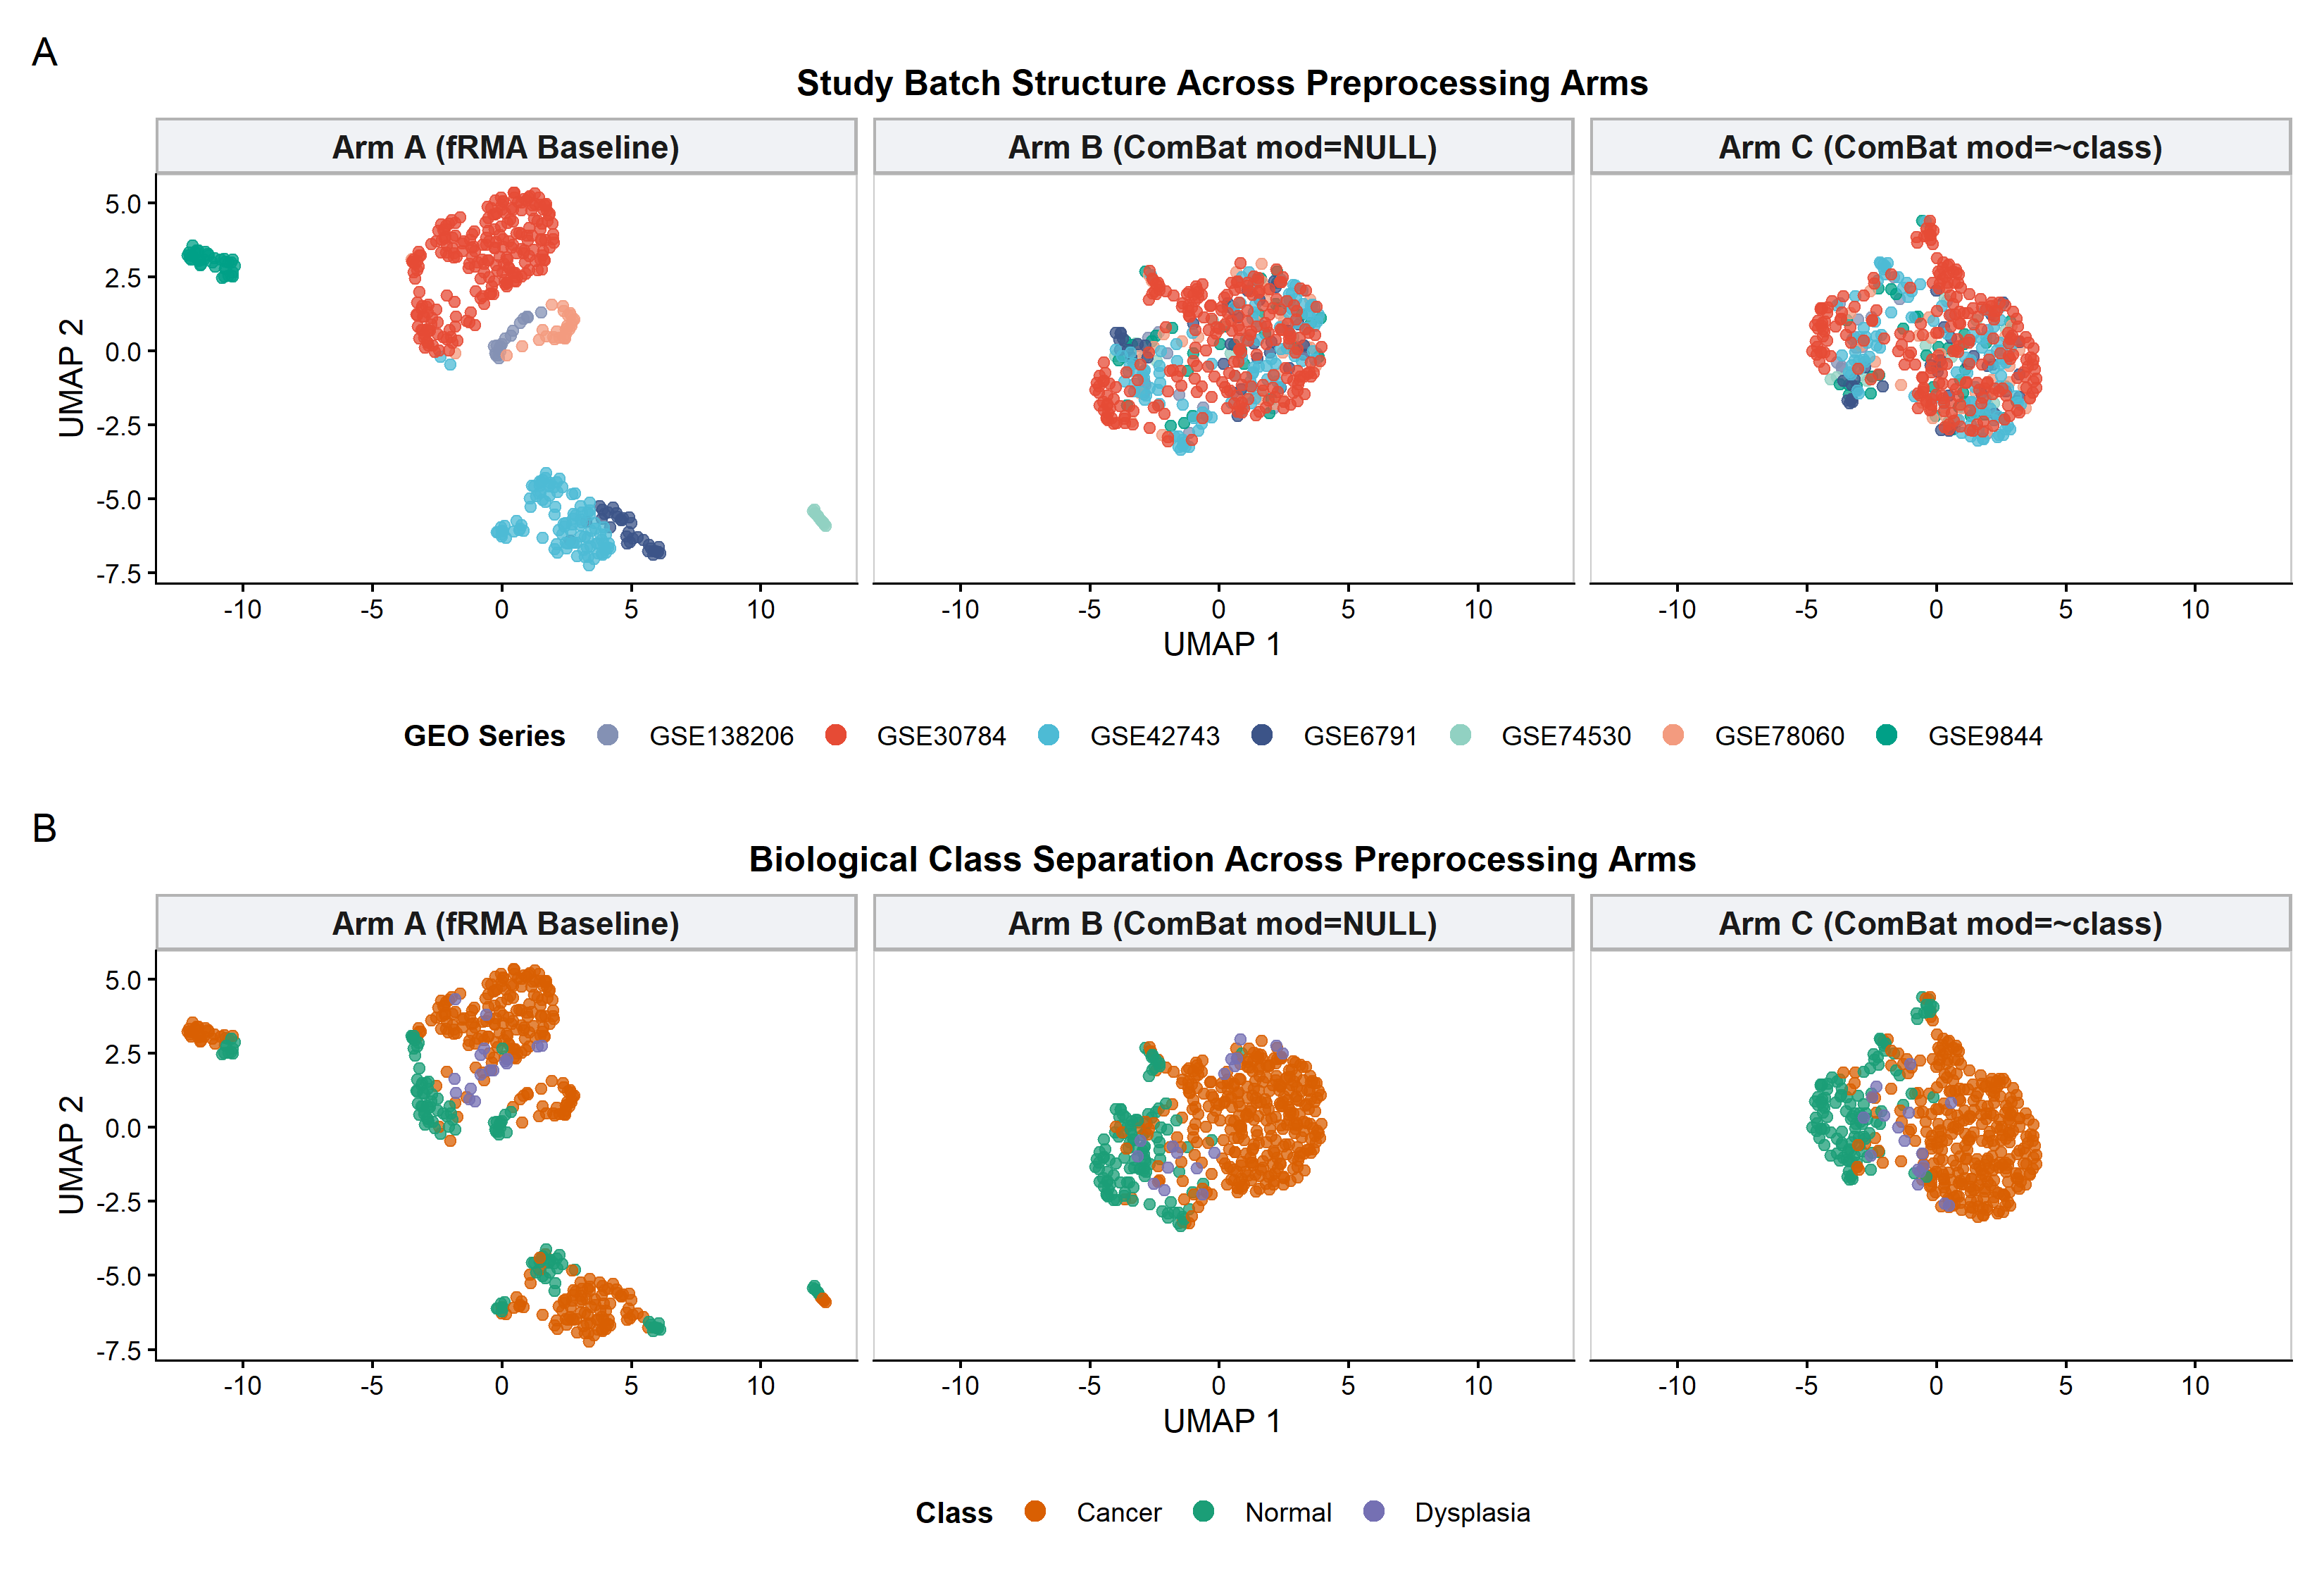 A
Study Batch Structure Across Preprocessing Arms
Arm A (fRMA Baseline) Arm B (ComBat mod=NULL) Arm C (ComBat mod=~class)
5.0
2.5
0.0
-2.5
-5.0
-7.5
UMAP 2
-10 -5 0 5 10 -10 -5 0 5 10 -10 -5 0 5 10
UMAP 1
GEO Series GSE138206 GSE30784 GSE42743 GSE6791 GSE74530 GSE78060 GSE9844
B
Biological Class Separation Across Preprocessing Arms
Arm A (fRMA Baseline) Arm B (ComBat mod=NULL) Arm C (ComBat mod=~class)
5.0
2.5
0.0
-2.5
-5.0
-7.5
UMAP 2
-10 -5 0 5 10 -10 -5 0 5 10 -10 -5 0 5 10
UMAP 1
Class Cancer Normal Dysplasia